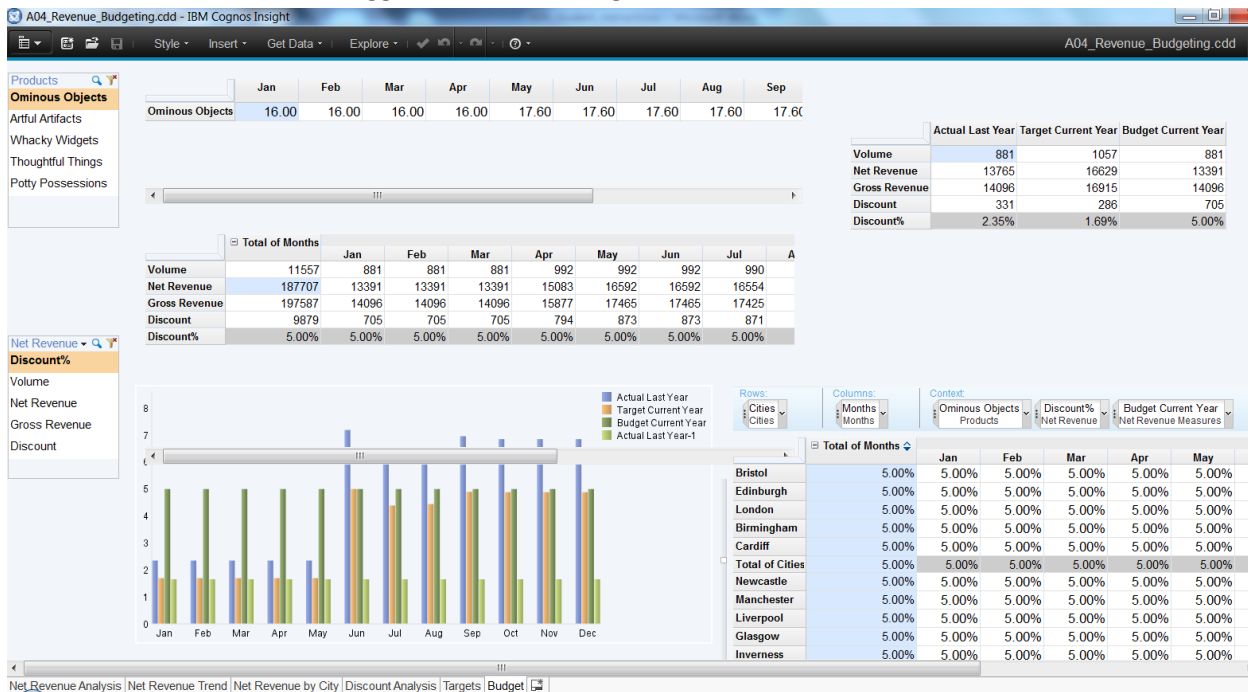 A04_Revenue_Budgeting.cdd - IBM Cognos Insight
Style Insert Get Data Explore A04_Revenue_Budgeting.cdd
Products
Ominous Objects
Artful Artifacts
Whacky Widgets
Thoughtful Things
Potty Possessions
Jan Feb Mar Apr May Jun Jul Aug Sep
Ominous Objects 16.00 16.00 16.00 16.00 17.60 17.60 17.60 17.60 17.60
Actual Last Year Target Current Year Budget Current Year
Volume 881 1057 881
Net Revenue 13765 16629 13391
Gross Revenue 14096 16915 14096
Discount 331 286 705
Discount% 2.35% 1.69% 5.00%
Total of Months
Jan Feb Mar Apr May Jun Jul A
Volume 11557 881 881 881 992 992 992 990
Net Revenue 187707 13391 13391 13391 15083 16592 16592 16554
Gross Revenue 197587 14096 14096 14096 15877 17465 17465 17425
Discount 9879 705 705 705 794 873 873 871
Discount% 5.00% 5.00% 5.00% 5.00% 5.00% 5.00% 5.00% 5.00%
Net Revenue
Discount%
Volume
Net Revenue
Gross Revenue
Discount
Actual Last Year
Target Current Year
Budget Current Year
Actual Last Year-1
8
7
6
5
4
3
2
1
0
Jan Feb Mar Apr May Jun Jul Aug Sep Oct Nov Dec
Rows: Columns: Context:
Cities Months Ominous Objects Discount% Budget Current Year
Cities Months Products Net Revenue Net Revenue Measures
Total of Months
Jan Feb Mar Apr May
Bristol 5.00% 5.00% 5.00% 5.00% 5.00% 5.00%
Edinburgh 5.00% 5.00% 5.00% 5.00% 5.00% 5.00%
London 5.00% 5.00% 5.00% 5.00% 5.00% 5.00%
Birmingham 5.00% 5.00% 5.00% 5.00% 5.00% 5.00%
Cardiff 5.00% 5.00% 5.00% 5.00% 5.00% 5.00%
Total of Cities 5.00% 5.00% 5.00% 5.00% 5.00% 5.00%
Newcastle 5.00% 5.00% 5.00% 5.00% 5.00% 5.00%
Manchester 5.00% 5.00% 5.00% 5.00% 5.00% 5.00%
Liverpool 5.00% 5.00% 5.00% 5.00% 5.00% 5.00%
Glasgow 5.00% 5.00% 5.00% 5.00% 5.00% 5.00%
Inverness 5.00% 5.00% 5.00% 5.00% 5.00% 5.00%
Net Revenue Analysis Net Revenue Trend Net Revenue by City Discount Analysis Targets Budget